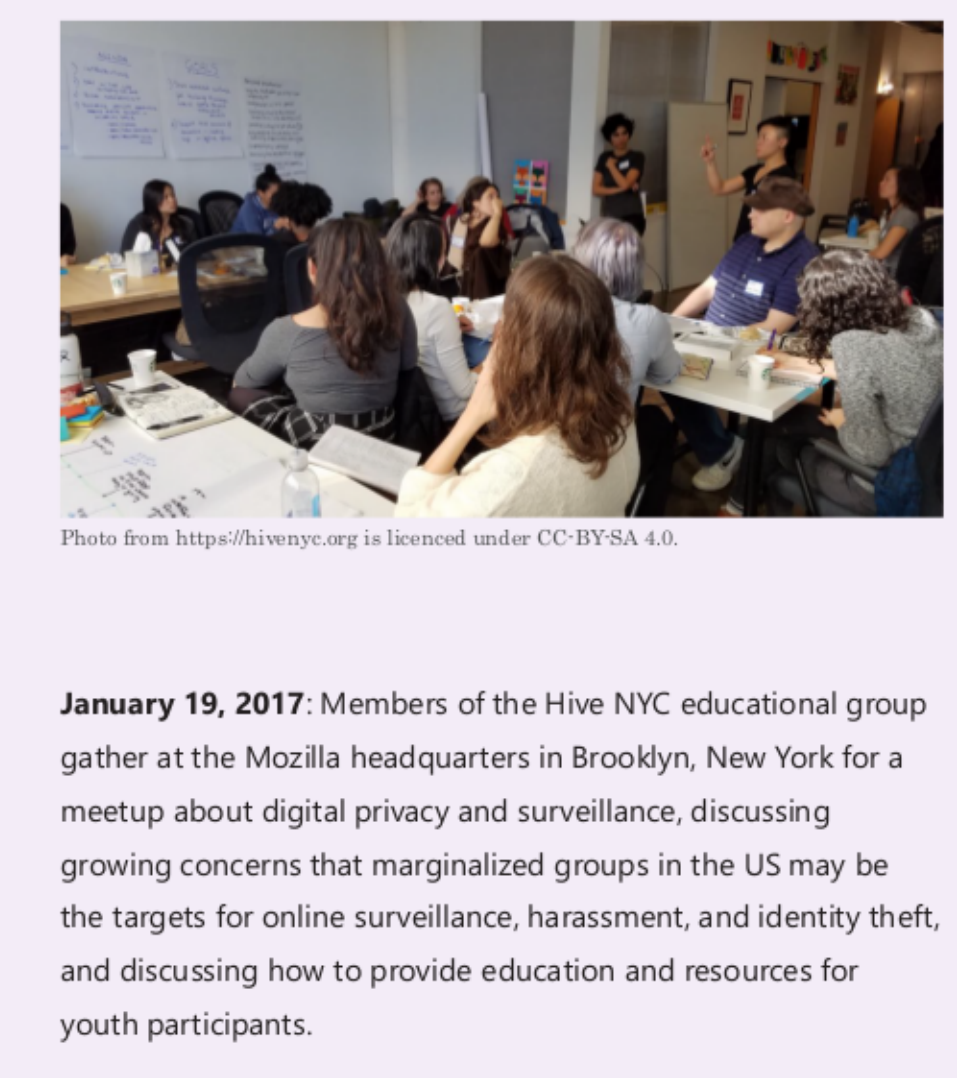 AGENDA
GOALS
Photo from https://hivenyc.org is licenced under CC-BY-SA 4.0.
January 19, 2017: Members of the Hive NYC educational group
gather at the Mozilla headquarters in Brooklyn, New York for a
meetup about digital privacy and surveillance, discussing
growing concerns that marginalized groups in the US may be
the targets for online surveillance, harassment, and identity theft,
and discussing how to provide education and resources for
youth participants.